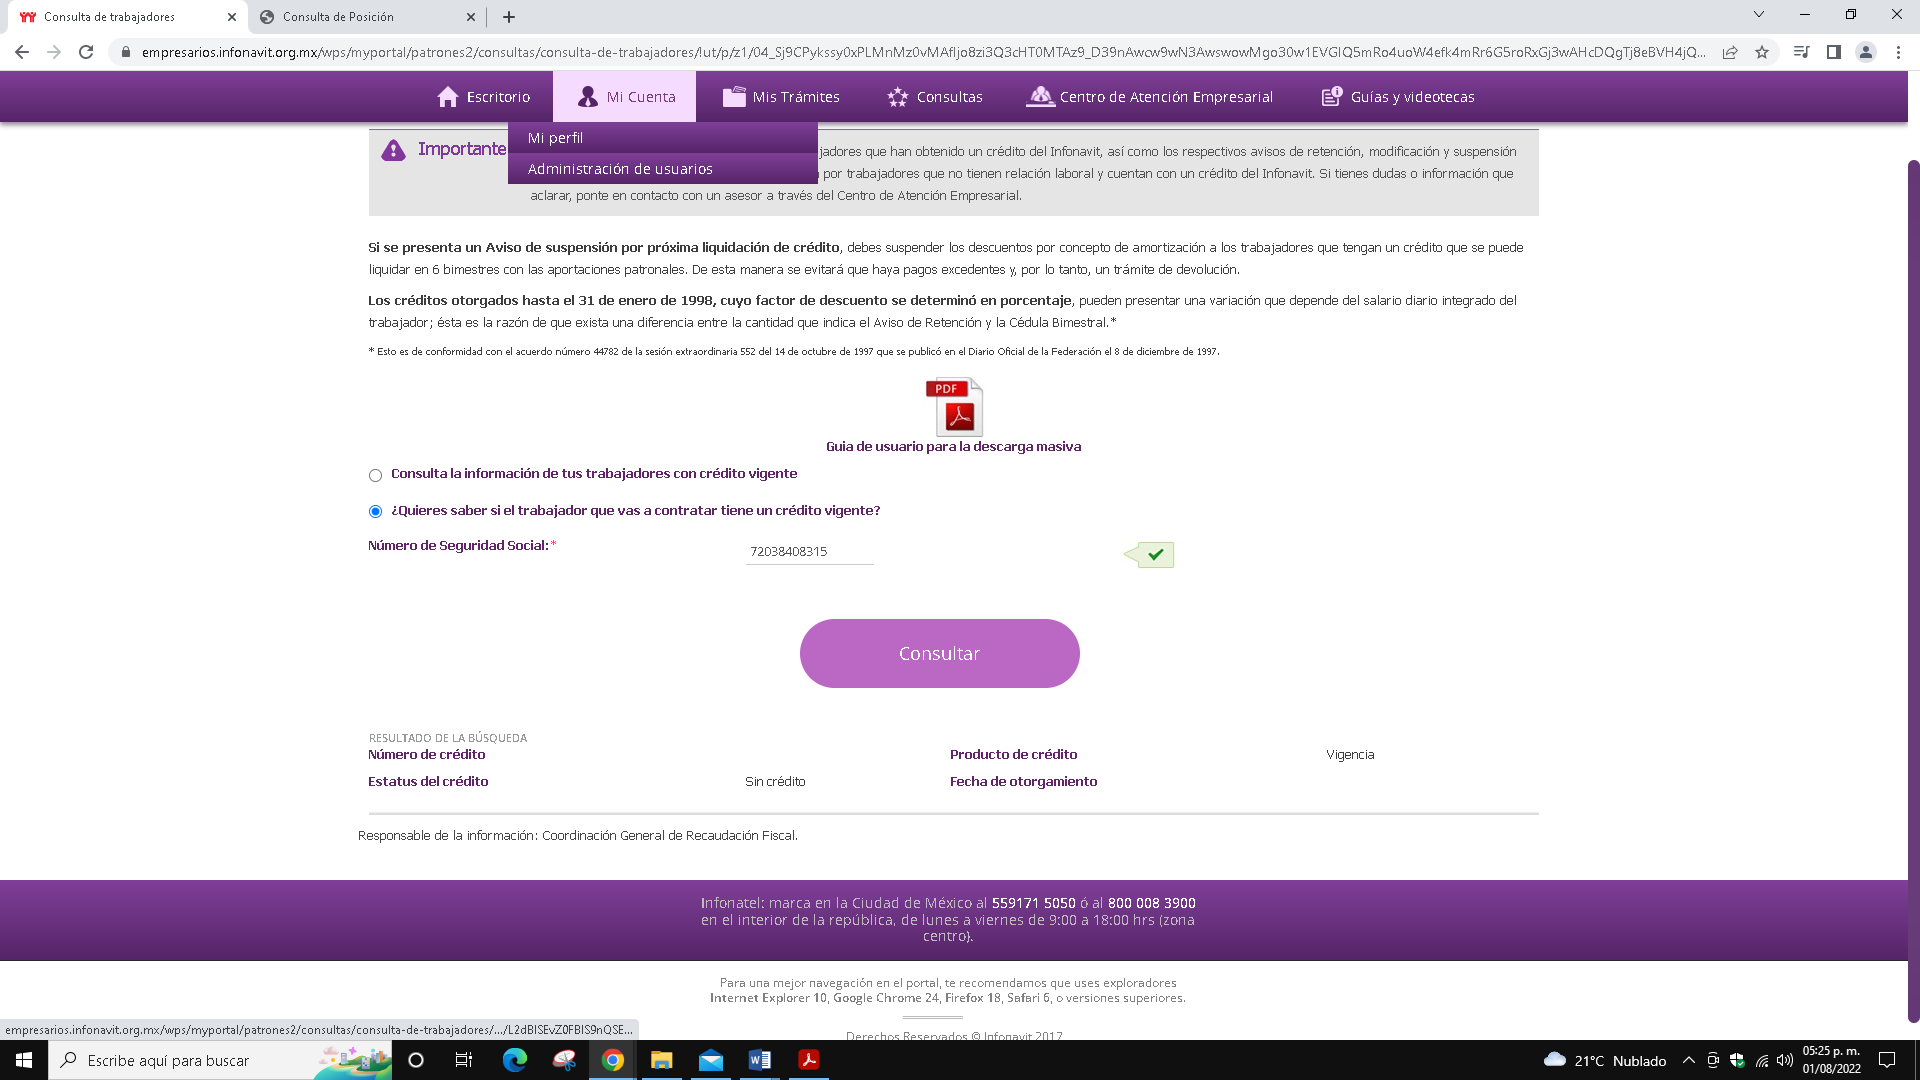 Consulta de trabajadores
Consulta de Posición
empresarios.infonavit.org.mx/wps/myportal/patrones2/consultas/consulta-de-trabajadores/
Escritorio
Mi Cuenta
Mis Trámites
Consultas
Centro de Atención Empresarial
Guías y videotecas
Mi perfil
Administración de usuarios
Importante
jadores que han obtenido un crédito del Infonavit, así como los respectivos avisos de retención, modificación y suspensión
por trabajadores que no tienen relación laboral y cuentan con un crédito del Infonavit. Si tienes dudas o información que
aclarar, ponte en contacto con un asesor a través del Centro de Atención Empresarial.
Si se presenta un Aviso de suspensión por próxima liquidación de crédito, debes suspender los descuentos por concepto de amortización a los trabajadores que tengan un crédito que se puede
liquidar en 6 bimestres con las aportaciones patronales. De esta manera se evitará que haya pagos excedentes y, por lo tanto, un trámite de devolución.
Los créditos otorgados hasta el 31 de enero de 1998, cuyo factor de descuento se determinó en porcentaje, pueden presentar una variación que depende del salario diario integrado del
trabajador; ésta es la razón de que exista una diferencia entre la cantidad que indica el Aviso de Retención y la Cédula Bimestral.*
* Esto es de conformidad con el acuerdo número 44782 de la sesión extraordinaria 552 del 14 de octubre de 1997 que se publicó en el Diario Oficial de la Federación el 8 de diciembre de 1997.
PDF
Guia de usuario para la descarga masiva
Consulta la información de tus trabajadores con crédito vigente
¿Quieres saber si el trabajador que vas a contratar tiene un crédito vigente?
Número de Seguridad Social:*
72038408315
Consultar
RESULTADO DE LA BÚSQUEDA
Número de crédito
Producto de crédito
Vigencia
Estatus del crédito
Sin crédito
Fecha de otorgamiento
Responsable de la información: Coordinación General de Recaudación Fiscal.
Infonatel: marca en la Ciudad de México al 559171 5050 ó al 800 008 3900
en el interior de la república, de lunes a viernes de 9:00 a 18:00 hrs (zona
centro}.
Para una mejor navegación en el portal, te recomendamos que uses exploradores
Internet Explorer 10, Google Chrome 24, Firefox 18, Safari 6, o versiones superiores.
Derechos Reservados © Infonavit 2017
empresarios.infonavit.org.mx/wps/myportal/patrones2/consultas/consulta-de-trabajadores/.../L2dBISEvZ0FBIS9nQSE...
Escribe aquí para buscar
21°C Nublado
05:25 p. m.
01/08/2022